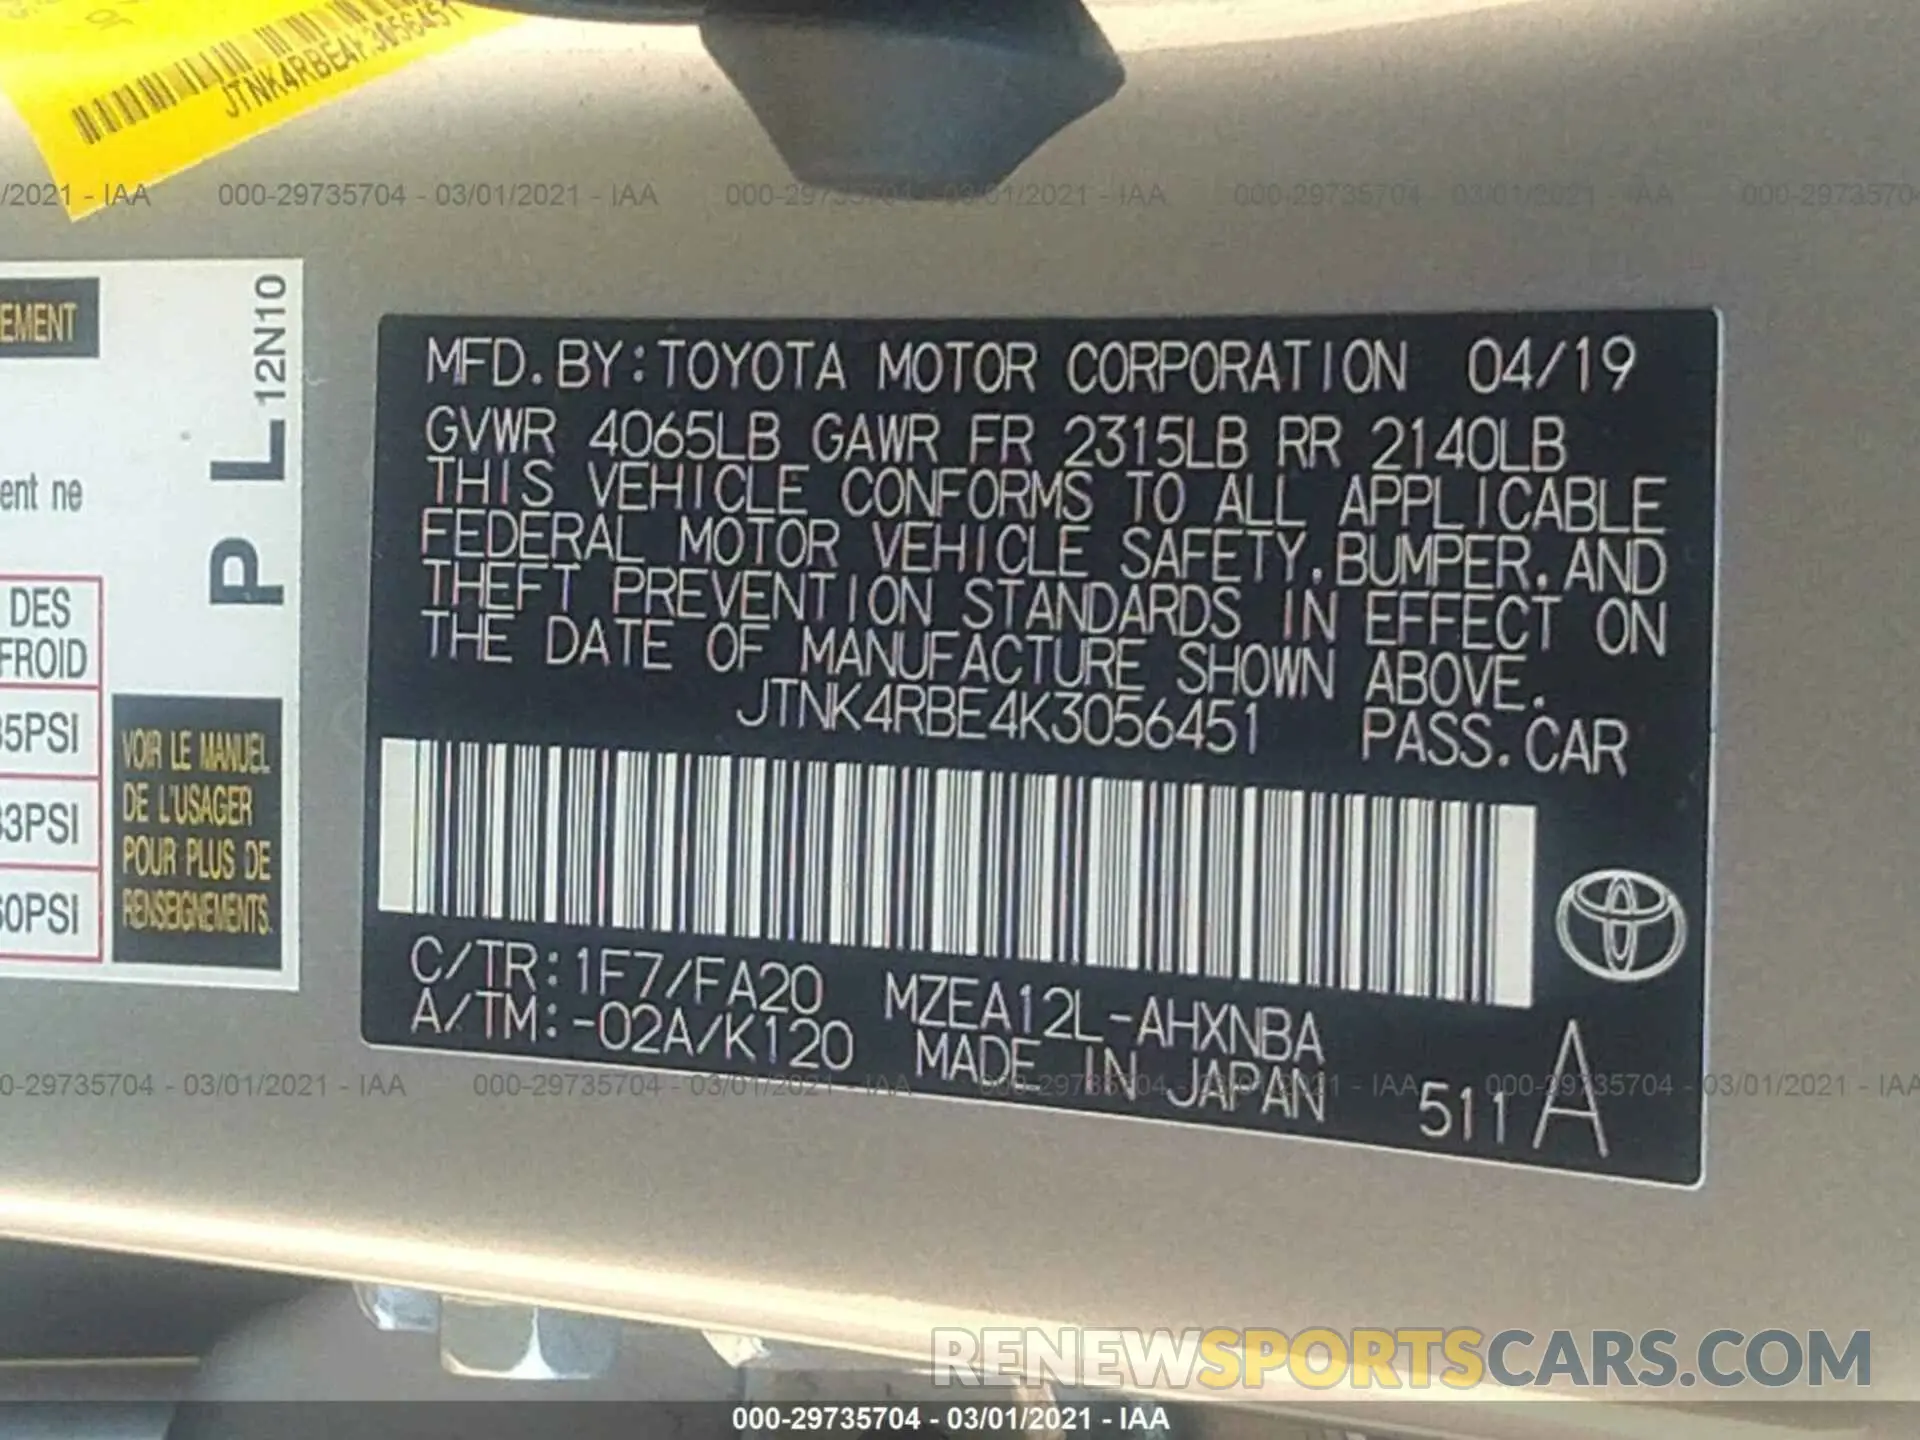 JTNK4RBE4K3056451
/2021 - IAA 000-29735704 - 03/01/2021 - IAA 000-29735704 - 03/01/2021 - IAA 000-29735704 - 03/01/2021 - IAA 000-29735704
EMENT
P L 12N10
ent ne
DES
FROID
35PSI
33PSI
60PSI
VOIR LE MANUEL
DE L'USAGER
POUR PLUS DE
RENSEIGNEMENTS.
MFD. BY: TOYOTA MOTOR CORPORATION 04/19
GVWR 4065LB GAWR FR 2315LB RR 2140LB
THIS VEHICLE CONFORMS TO ALL APPLICABLE
FEDERAL MOTOR VEHICLE SAFETY, BUMPER, AND
THEFT PREVENTION STANDARDS IN EFFECT ON
THE DATE OF MANUFACTURE SHOWN ABOVE.
JTNK4RBE4K3056451 PASS. CAR
C/TR: 1F7/FA20 MZEA12L-AHXNBA
A/TM: -02A/K120 MADE IN JAPAN 511 A
0-29735704 - 03/01/2021 - IAA 000-29735704 - 03/01/2021 - IAA 000-29735704 - 03/01/2021 - IAA 000-29735704 - 03/01/2021 - IAA
RENEWSPORTSCARS.COM
000-29735704 - 03/01/2021 - IAA